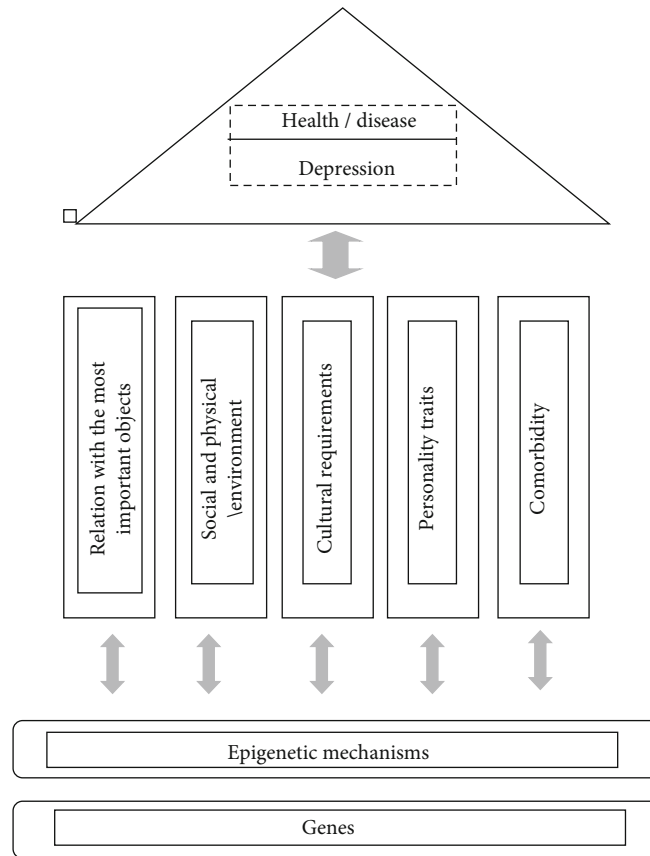 Health / disease
Depression
Relation with the most
important objects
Social and physical
\environment
Cultural requirements
Personality traits
Comorbidity
Epigenetic mechanisms
Genes